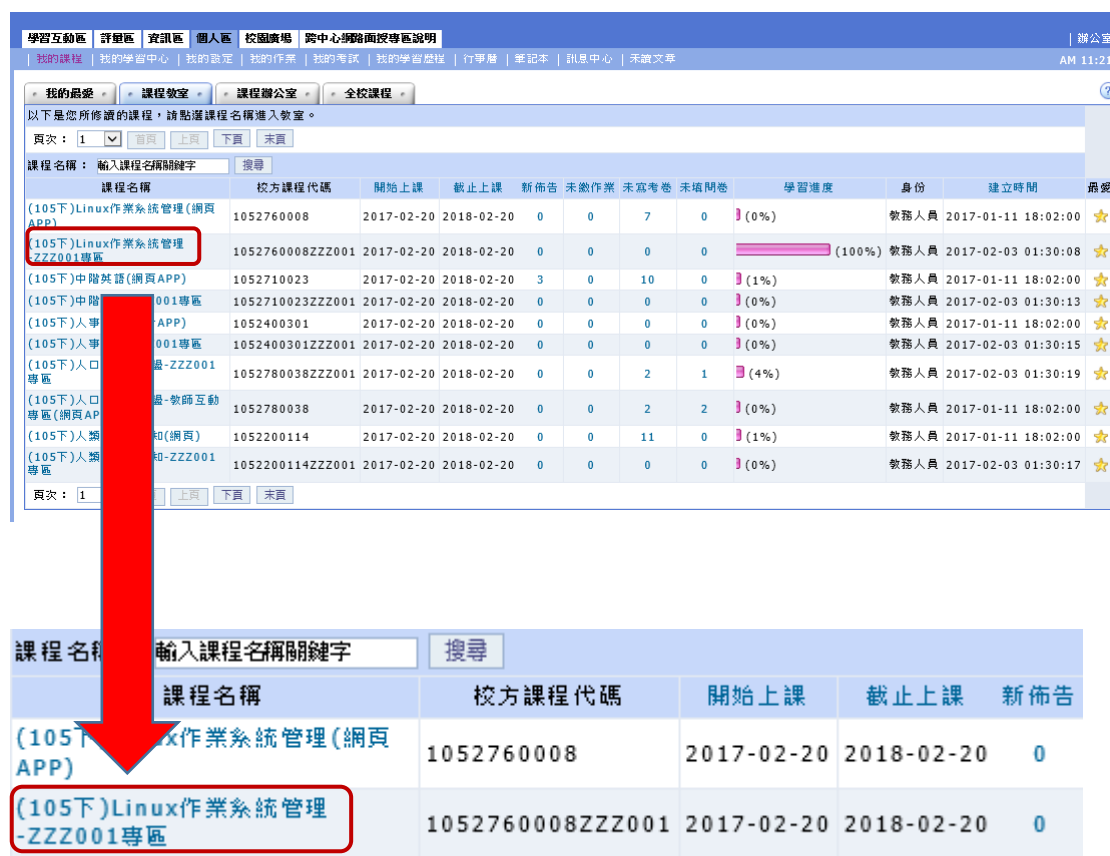 學習互動區 評量區 資訊區 個人區 校園廣場 跨中心網路面授專區說明 | 辦公室
| 我的課程 | 我的學習中心 | 我的設定 | 我的作業 | 我的考試 | 我的學習歷程 | 行事曆 | 筆記本 | 訊息中心 | 未讀文章 AM 11:21
我的最愛 課程教室 課程辦公室 全校課程
以下是您所修讀的課程，請點選課程名稱進入教室。
頁次： 1 首頁 上頁 下頁 末頁
課程名稱： 輸入課程名稱關鍵字 搜尋
課程名稱 校方課程代碼 開始上課 截止上課 新佈告 未繳作業 未寫考卷 未填問卷 學習進度 身份 建立時間 最愛
(105下)Linux作業系統管理(網頁
APP) 1052760008 2017-02-20 2018-02-20 0 0 7 0 (0%) 教務人員 2017-01-11 18:02:00
(105下)Linux作業系統管理
-ZZZ001專區 1052760008ZZZ001 2017-02-20 2018-02-20 0 0 0 0 (100%) 教務人員 2017-02-03 01:30:08
(105下)中階英語(網頁APP) 1052710023 2017-02-20 2018-02-20 3 0 10 0 (1%) 教務人員 2017-01-11 18:02:00
(105下)中階 001專區 1052710023ZZZ001 2017-02-20 2018-02-20 0 0 0 0 (0%) 教務人員 2017-02-03 01:30:13
(105下)人事 APP) 1052400301 2017-02-20 2018-02-20 0 0 0 0 (0%) 教務人員 2017-01-11 18:02:00
(105下)人事 001專區 1052400301ZZZ001 2017-02-20 2018-02-20 0 0 0 0 (0%) 教務人員 2017-02-03 01:30:15
(105下)人口 -ZZZ001
專區 1052780038ZZZ001 2017-02-20 2018-02-20 0 0 2 1 (4%) 教務人員 2017-02-03 01:30:19
(105下)人口 -教師互動
專區(網頁AP 1052780038 2017-02-20 2018-02-20 0 0 2 2 (0%) 教務人員 2017-01-11 18:02:00
(105下)人類 知(網頁) 1052200114 2017-02-20 2018-02-20 0 0 11 0 (1%) 教務人員 2017-01-11 18:02:00
(105下)人類 知-ZZZ001
專區 1052200114ZZZ001 2017-02-20 2018-02-20 0 0 0 0 (0%) 教務人員 2017-02-03 01:30:17
頁次： 1 上頁 下頁 末頁
課程名稱 輸入課程名稱關鍵字 搜尋
課程名稱 校方課程代碼 開始上課 截止上課 新佈告
(105下 ux作業系統管理(網頁
APP) 1052760008 2017-02-20 2018-02-20 0
(105下)Linux作業系統管理
-ZZZ001專區 1052760008ZZZ001 2017-02-20 2018-02-20 0